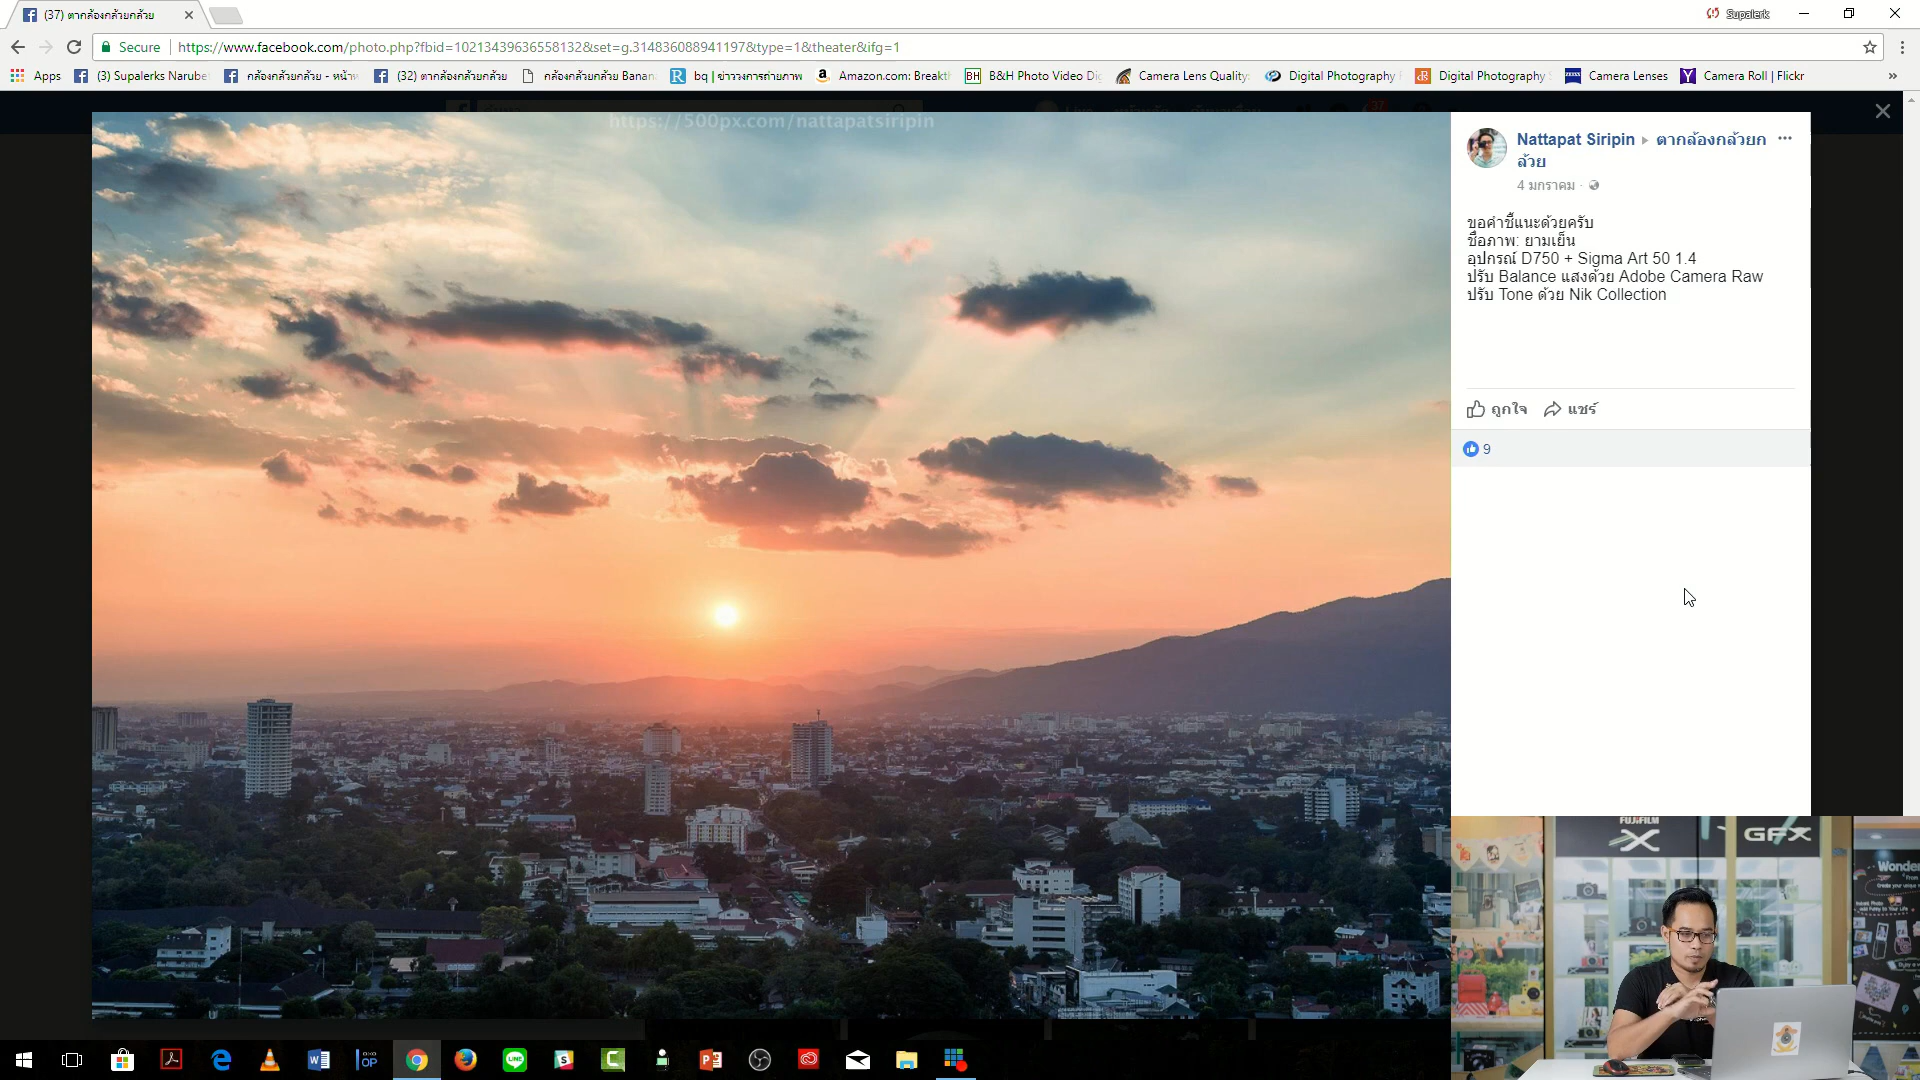 (37) ตากล้องกล้วยกล้วย
Supalerk
Secure
https://www.facebook.com/photo.php?fbid=10213439636558132&set=g.314836088941197&type=1&theater&ifg=1
Apps
(3) Supalerks Narube
กล้องกล้วยกล้วย - หน้า
(32) ตากล้องกล้วยกล้วย
กล้องกล้วยกล้วย Banan
bq | ข่าววงการถ่ายภาพ
Amazon.com: Breakt
B&H Photo Video Di
Camera Lens Quality
Digital Photography
Digital Photography
Camera Lenses
Camera Roll | Flickr
37
https://500px.com/nattapatsiripin
Nattapat Siripin ▸ ตากล้องกล้วยก
ล้วย
4 มกราคม
ขอคำชี้แนะด้วยครับ
ชื่อภาพ: ยามเย็น
อุปกรณ์ D750 + Sigma Art 50 1.4
ปรับ Balance แสงด้วย Adobe Camera Raw
ปรับ Tone ด้วย Nik Collection
ถูกใจ
แชร์
9
FUJIFILM
X
GFX
Wonder